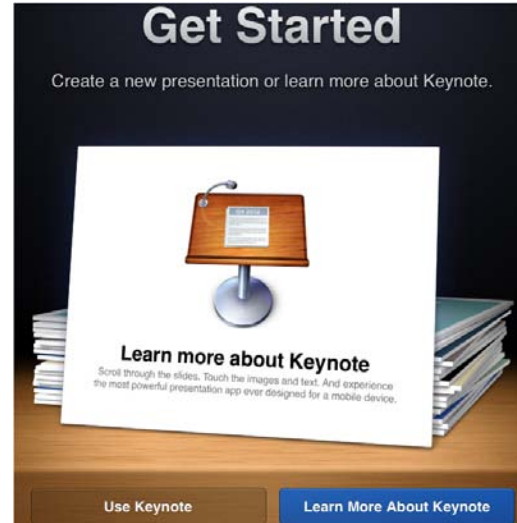 Get Started
Create a new presentation or learn more about Keynote.
Learn more about Keynote
Scroll through the slides. Touch the images and text. And experience
the most powerful presentation app ever designed for a mobile device.
Use Keynote
Learn More About Keynote